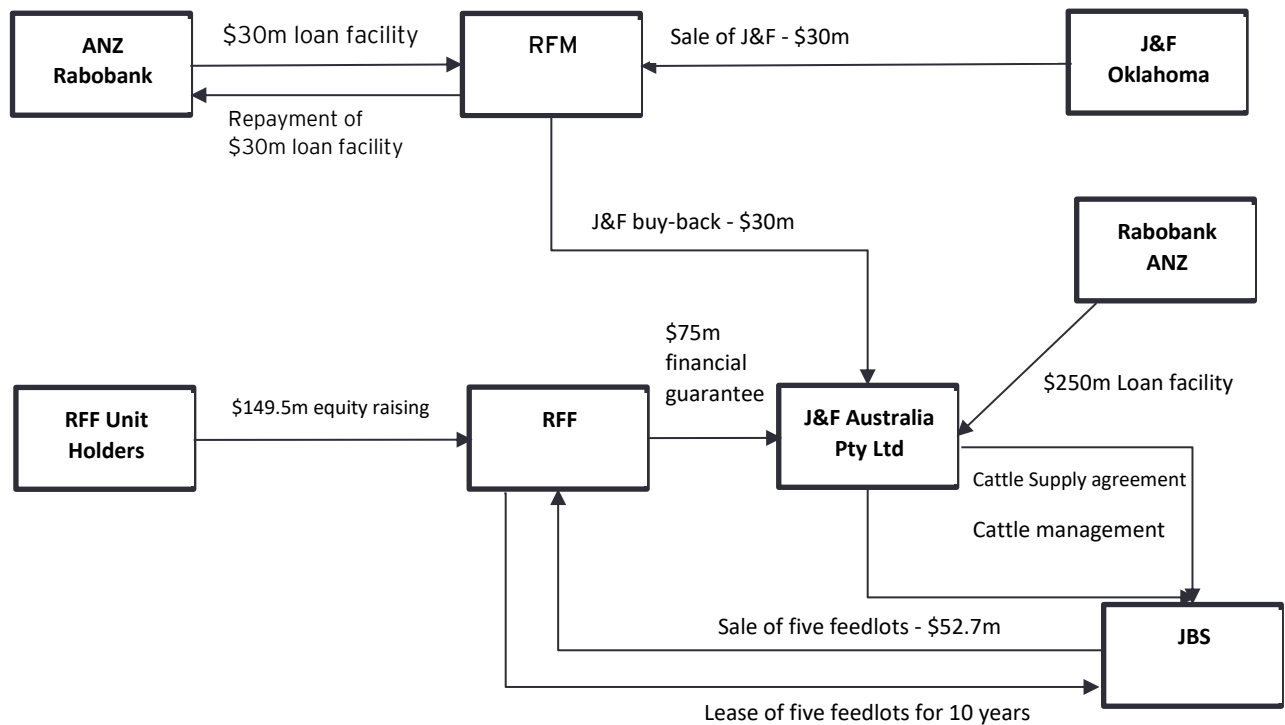 ANZ
Rabobank
$30m loan facility
RFM
Sale of J&F - $30m
J&F
Oklahoma
Repayment of
$30m loan facility
J&F buy-back - $30m
Rabobank
ANZ
$75m
financial
guarantee
$250m Loan facility
RFF Unit
Holders
$149.5m equity raising
RFF
J&F Australia
Pty Ltd
Cattle Supply agreement
Cattle management
Sale of five feedlots - $52.7m
JBS
Lease of five feedlots for 10 years